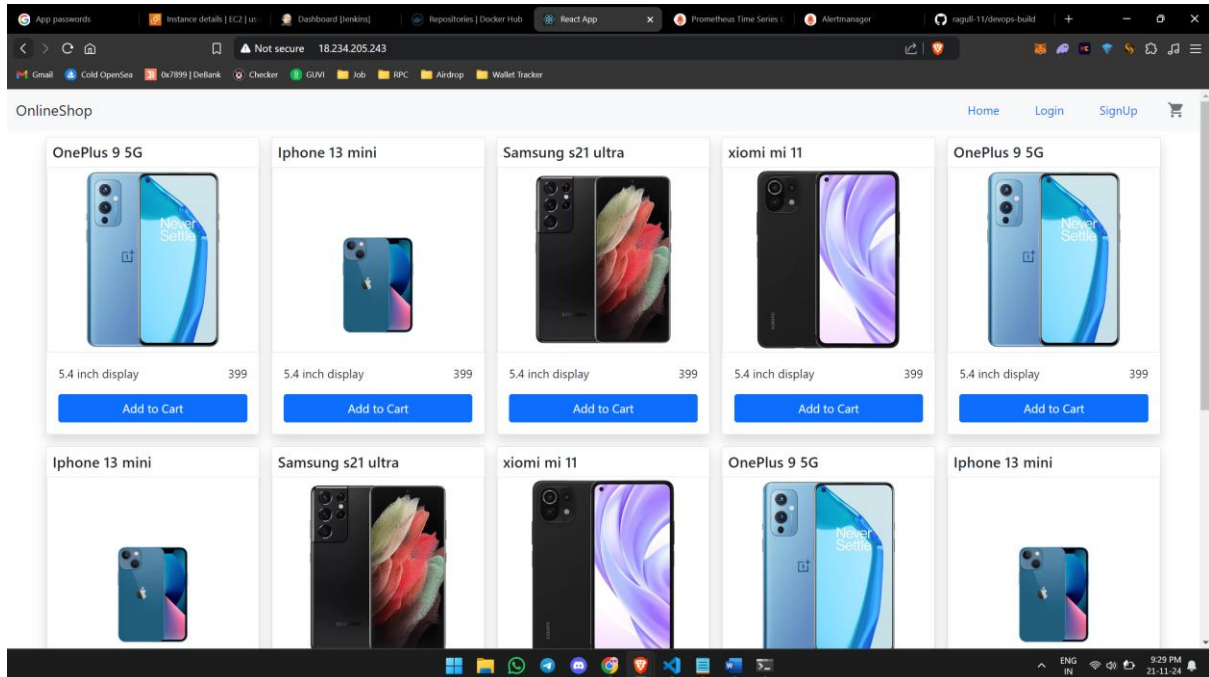 App passwords Instance details | EC2 | us- Dashboard [Jenkins] Repositories | Docker Hub React App Prometheus Time Series C Alertmanager ragull-11/devops-build
Not secure 18.234.205.243
Gmail Cold OpenSea 0x7899 | DeBank Checker GUVI Job RPC Airdrop Wallet Tracker
OnlineShop Home Login SignUp
OnePlus 9 5G Iphone 13 mini Samsung s21 ultra xiomi mi 11 OnePlus 9 5G
Never Never
Settle Settle
5.4 inch display 399 5.4 inch display 399 5.4 inch display 399 5.4 inch display 399 5.4 inch display 399
Add to Cart Add to Cart Add to Cart Add to Cart Add to Cart
Iphone 13 mini Samsung s21 ultra xiomi mi 11 OnePlus 9 5G Iphone 13 mini
Never
Settle
ENG 9:29 PM
IN 21-11-24